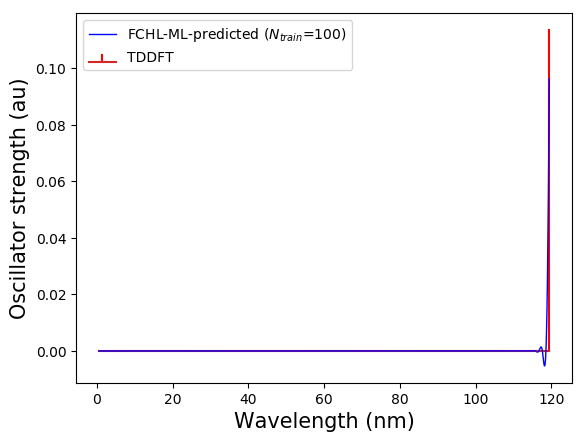 FCHL-ML-predicted (N_train=100)
TDDFT
Oscillator strength (au)
0.10
0.08
0.06
0.04
0.02
0.00
0 20 40 60 80 100 120
Wavelength (nm)